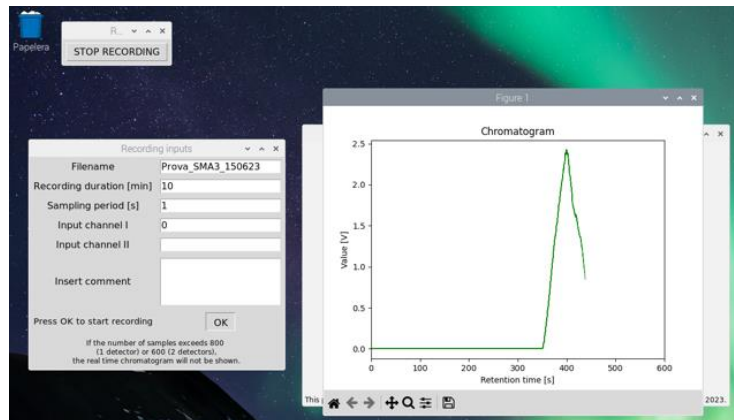 Papelera
R..
STOP RECORDING
Recording inputs
Filename
Prova_SMA3_150623
Recording duration [min]
10
Sampling period [s]
1
Input channel I
0
Input channel II
Insert comment
Press OK to start recording
OK
If the number of samples exceeds 800
(1 detector) or 600 (2 detectors),
the real time chromatogram will not be shown.
Figure 1
Chromatogram
Value [V]
2.5
2.0
1.5
1.0
0.5
0.0
0 100 200 300 400 500 600
Retention time [s]
This
2023.